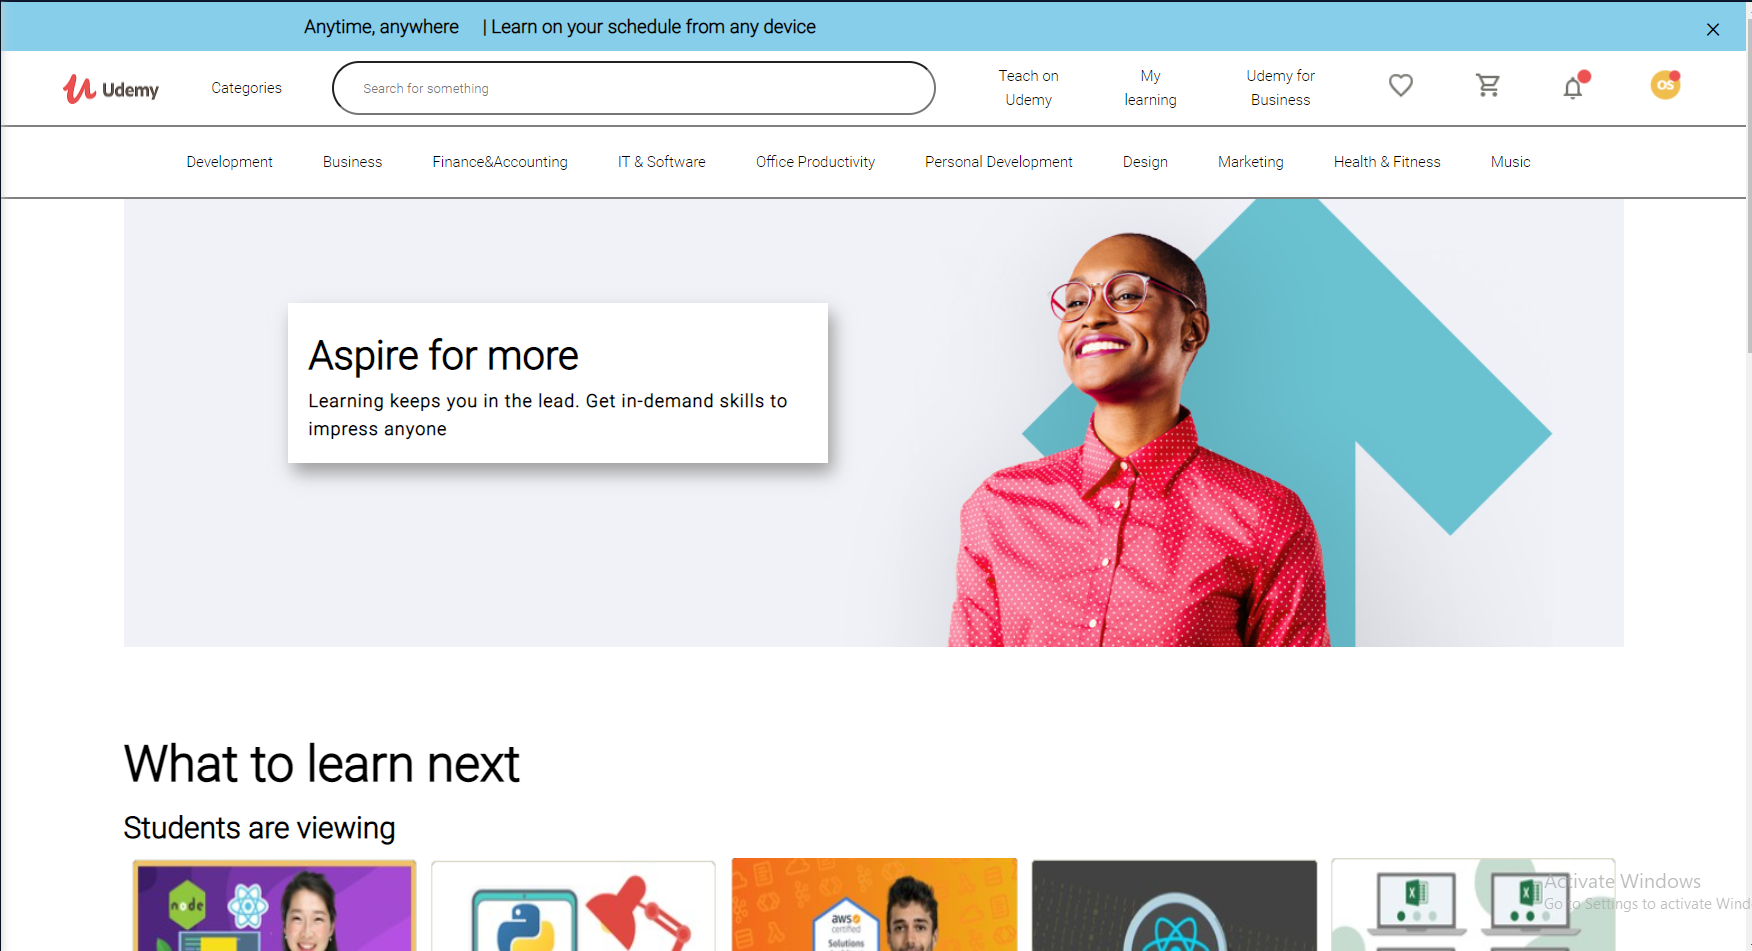 Anytime, anywhere | Learn on your schedule from any device
Udemy
Categories
Search for something
Teach on
Udemy
My
learning
Udemy for
Business
OS
Development Business Finance&Accounting IT & Software Office Productivity Personal Development Design Marketing Health & Fitness Music
Aspire for more
Learning keeps you in the lead. Get in-demand skills to
impress anyone
What to learn next
Students are viewing
node
aws
certified
Solutions
Activate Windows
Go to Settings to activate Wind